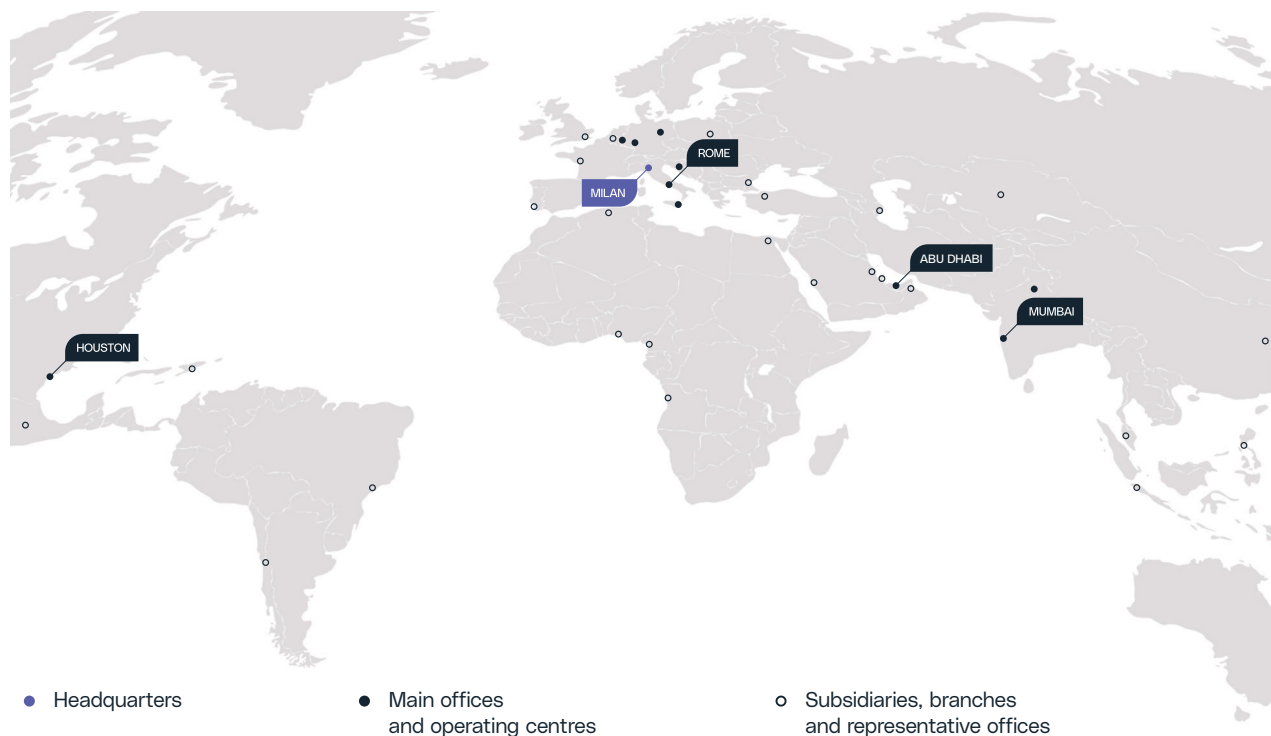 ROME
MILAN
ABU DHABI
MUMBAI
HOUSTON
Headquarters
Main offices
and operating centres
Subsidiaries, branches
and representative offices